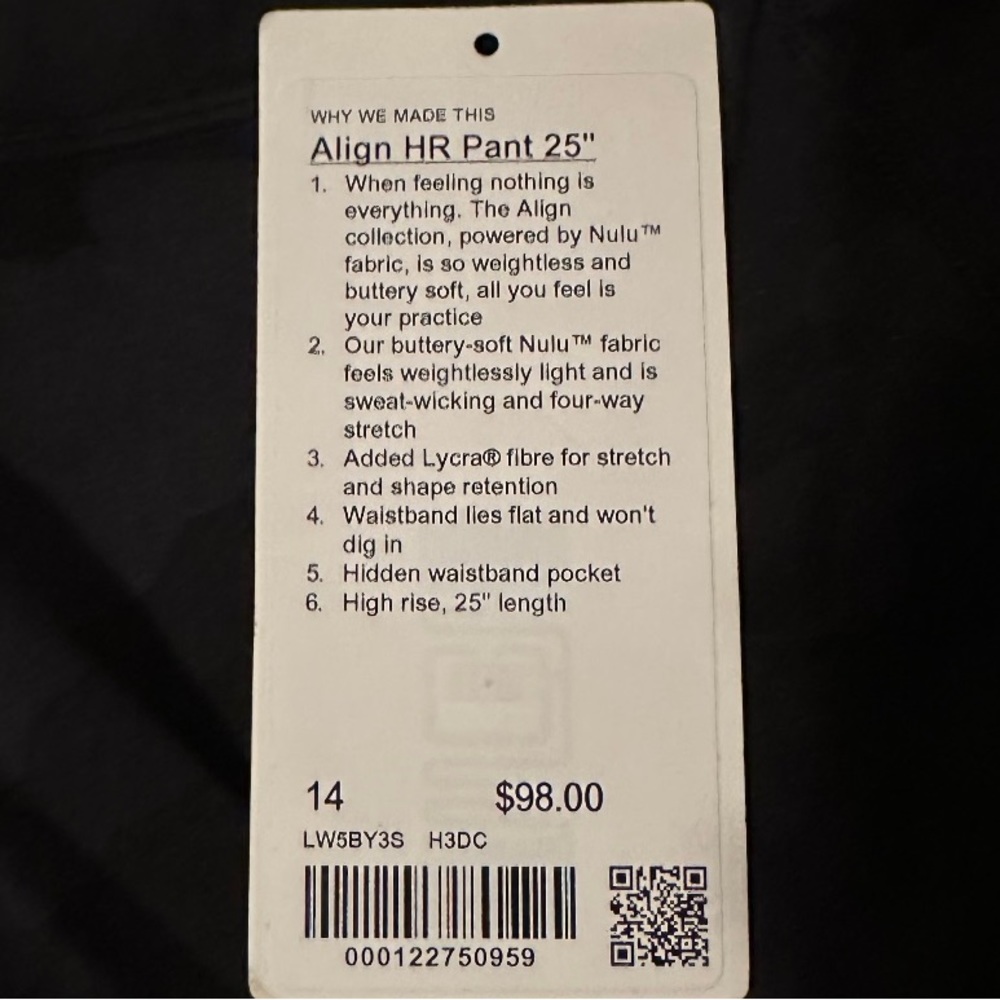 WHY WE MADE THIS
Align HR Pant 25"
1. When feeling nothing is
everything. The Align
collection, powered by Nulu™
fabric, is so weightless and
buttery soft, all you feel is
your practice
2. Our buttery-soft Nulu™ fabric
feels weightlessly light and is
sweat-wicking and four-way
stretch
3. Added Lycra® fibre for stretch
and shape retention
4. Waistband lies flat and won't
dig in
5. Hidden waistband pocket
6. High rise, 25" length
14 $98.00
LW5BY3S H3DC
000122750959